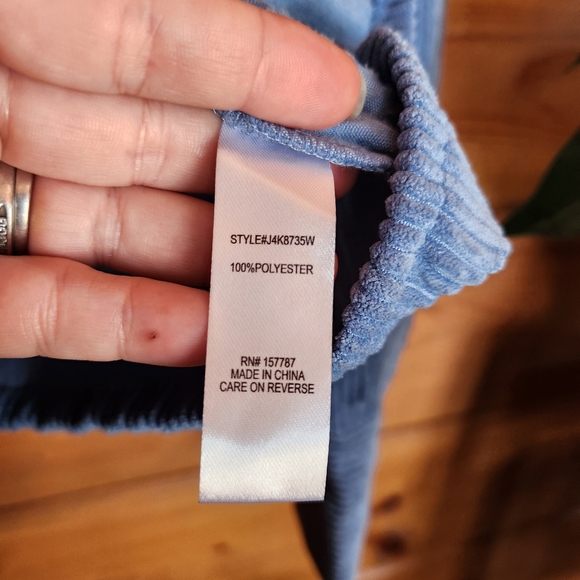 STYLE#J4K8735W
100%POLYESTER
RN# 157787
MADE IN CHINA
CARE ON REVERSE